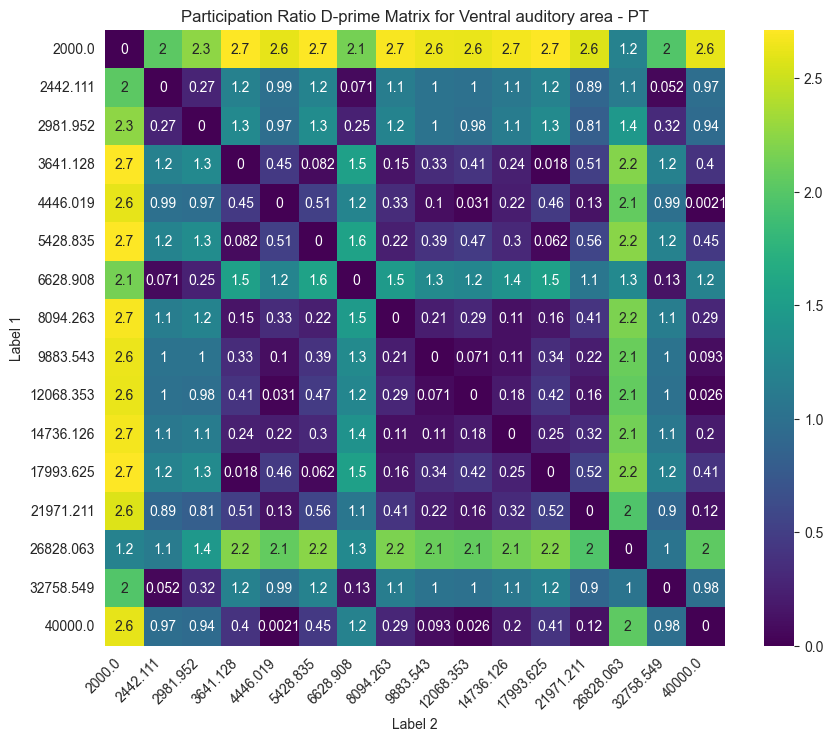 Participation Ratio D-prime Matrix for Ventral auditory area - PT
2000.0 0 2 2.3 2.7 2.6 2.7 2.1 2.7 2.6 2.6 2.7 2.7 2.6 1.2 2 2.6
2442.111 2 0 0.27 1.2 0.99 1.2 0.071 1.1 1 1 1.1 1.2 0.89 1.1 0.052 0.97
2981.952 2.3 0.27 0 1.3 0.97 1.3 0.25 1.2 1 0.98 1.1 1.3 0.81 1.4 0.32 0.94
3641.128 2.7 1.2 1.3 0 0.45 0.082 1.5 0.15 0.33 0.41 0.24 0.018 0.51 2.2 1.2 0.4
4446.019 2.6 0.99 0.97 0.45 0 0.51 1.2 0.33 0.1 0.031 0.22 0.46 0.13 2.1 0.99 0.0021
5428.835 2.7 1.2 1.3 0.082 0.51 0 1.6 0.22 0.39 0.47 0.3 0.062 0.56 2.2 1.2 0.45
6628.908 2.1 0.071 0.25 1.5 1.2 1.6 0 1.5 1.3 1.2 1.4 1.5 1.1 1.3 0.13 1.2
8094.263 2.7 1.1 1.2 0.15 0.33 0.22 1.5 0 0.21 0.29 0.11 0.16 0.41 2.2 1.1 0.29
9883.543 2.6 1 1 0.33 0.1 0.39 1.3 0.21 0 0.071 0.11 0.34 0.22 2.1 1 0.093
12068.353 2.6 1 0.98 0.41 0.031 0.47 1.2 0.29 0.071 0 0.18 0.42 0.16 2.1 1 0.026
14736.126 2.7 1.1 1.1 0.24 0.22 0.3 1.4 0.11 0.11 0.18 0 0.25 0.32 2.1 1.1 0.2
17993.625 2.7 1.2 1.3 0.018 0.46 0.062 1.5 0.16 0.34 0.42 0.25 0 0.52 2.2 1.2 0.41
21971.211 2.6 0.89 0.81 0.51 0.13 0.56 1.1 0.41 0.22 0.16 0.32 0.52 0 2 0.9 0.12
26828.063 1.2 1.1 1.4 2.2 2.1 2.2 1.3 2.2 2.1 2.1 2.1 2.2 2 0 1 2
32758.549 2 0.052 0.32 1.2 0.99 1.2 0.13 1.1 1 1 1.1 1.2 0.9 1 0 0.98
40000.0 2.6 0.97 0.94 0.4 0.0021 0.45 1.2 0.29 0.093 0.026 0.2 0.41 0.12 2 0.98 0
Label 1
2000.0 2442.111 2981.952 3641.128 4446.019 5428.835 6628.908 8094.263 9883.543 12068.353 14736.126 17993.625 21971.211 26828.063 32758.549 40000.0
Label 2
2.5
2.0
1.5
1.0
0.5
0.0